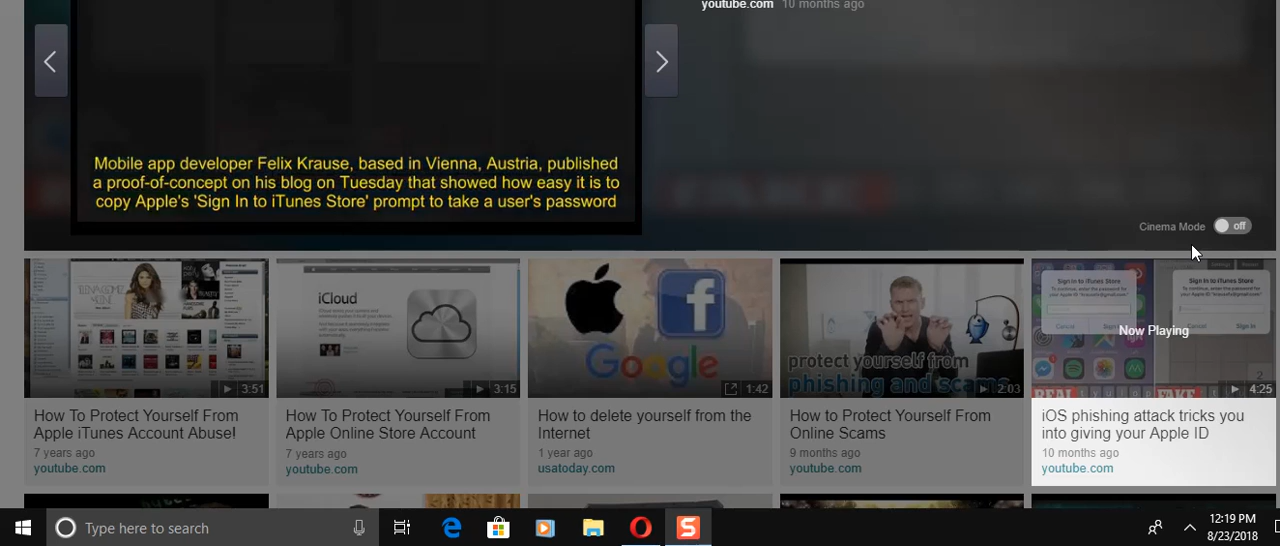 youtube.com 10 months ago
Mobile app developer Felix Krause, based in Vienna, Austria, published
a proof-of-concept on his blog on Tuesday that showed how easy it is to
copy Apple's 'Sign In to iTunes Store' prompt to take a user's password
Cinema Mode off
iCloud
Google
protect yourself from
phishing and scams
Sign In to iTunes Store
Sign In to iTunes Store
Now Playing
Cancel
Sign In
REAL
FAKE
3:51
3:15
1:42
2:03
4:25
How To Protect Yourself From
Apple iTunes Account Abuse!
7 years ago
youtube.com
How To Protect Yourself From
Apple Online Store Account
7 years ago
youtube.com
How to delete yourself from the
Internet
1 year ago
usatoday.com
How to Protect Yourself From
Online Scams
9 months ago
youtube.com
iOS phishing attack tricks you
into giving your Apple ID
10 months ago
youtube.com
Type here to search
12:19 PM
8/23/2018